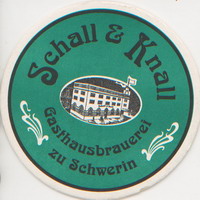 Schall & Knall
Gasthausbrauerei
zu Schwerin